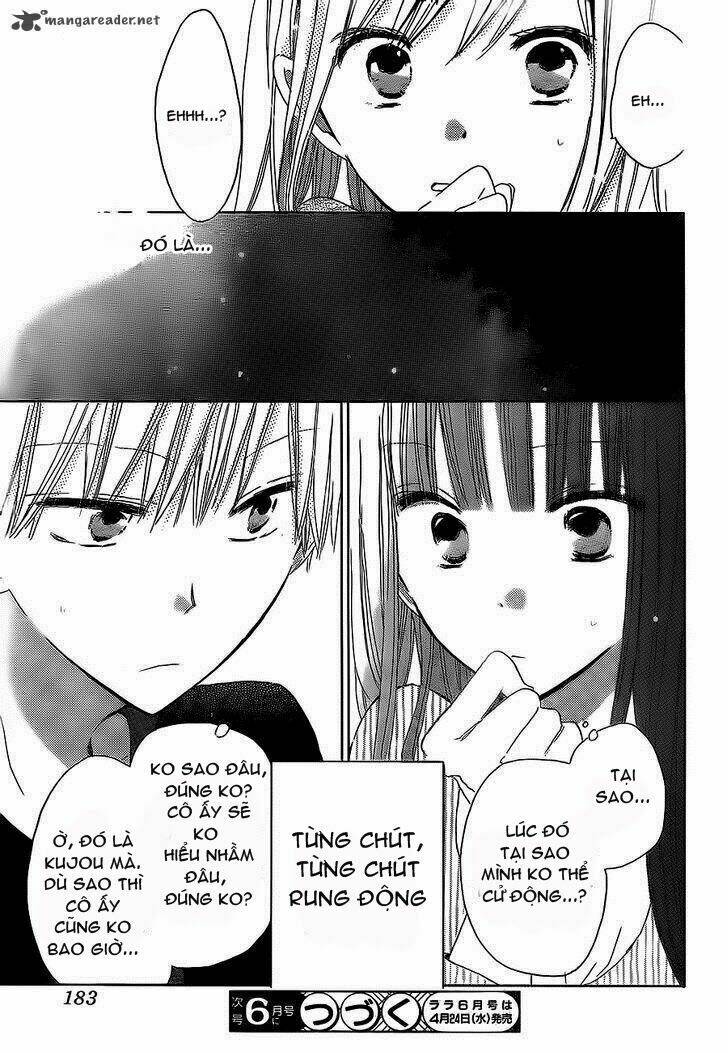 mangareader.net
EH...
EHHH...?
ĐÓ LÀ...
TẠI
SAO...
LÚC ĐÓ
TẠI SAO
MÌNH KO THỂ
CỬ ĐỘNG...?
TỪNG CHÚT,
TỪNG CHÚT
RUNG ĐỘNG
KO SAO ĐÂU,
ĐÚNG KO?
CÔ ẤY SẼ
KO
HIỂU NHẦM
ĐÂU,
ĐÚNG KO?
Ờ, ĐÓ LÀ
KUJOU MÀ.
DÙ SAO THÌ
CÔ ẤY
CŨNG KO
BAO GIỜ...
183
次号6月号に
つづく
ララ6月号は
4月24日(水)発売